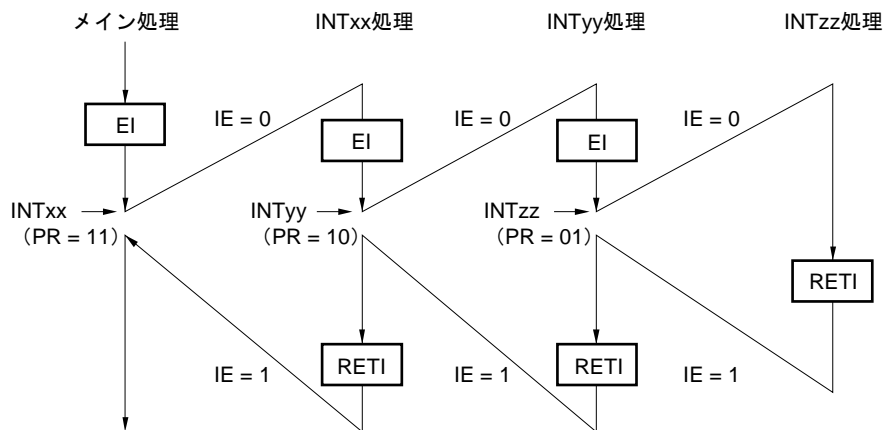 メイン処理 INTxx処理 INTyy処理 INTzz処理
EI IE = 0 EI IE = 0 EI IE = 0
INTxx INTyy INTzz
（PR = 11） （PR = 10） （PR = 01）
RETI
IE = 1 RETI IE = 1 RETI IE = 1